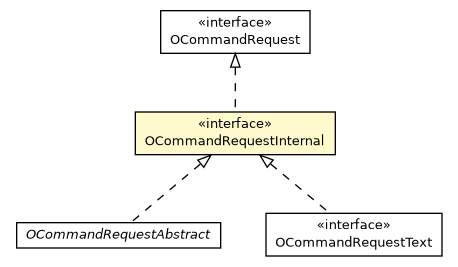 «interface»
OCommandRequest
«interface»
OCommandRequestInternal
OCommandRequestAbstract
«interface»
OCommandRequestText